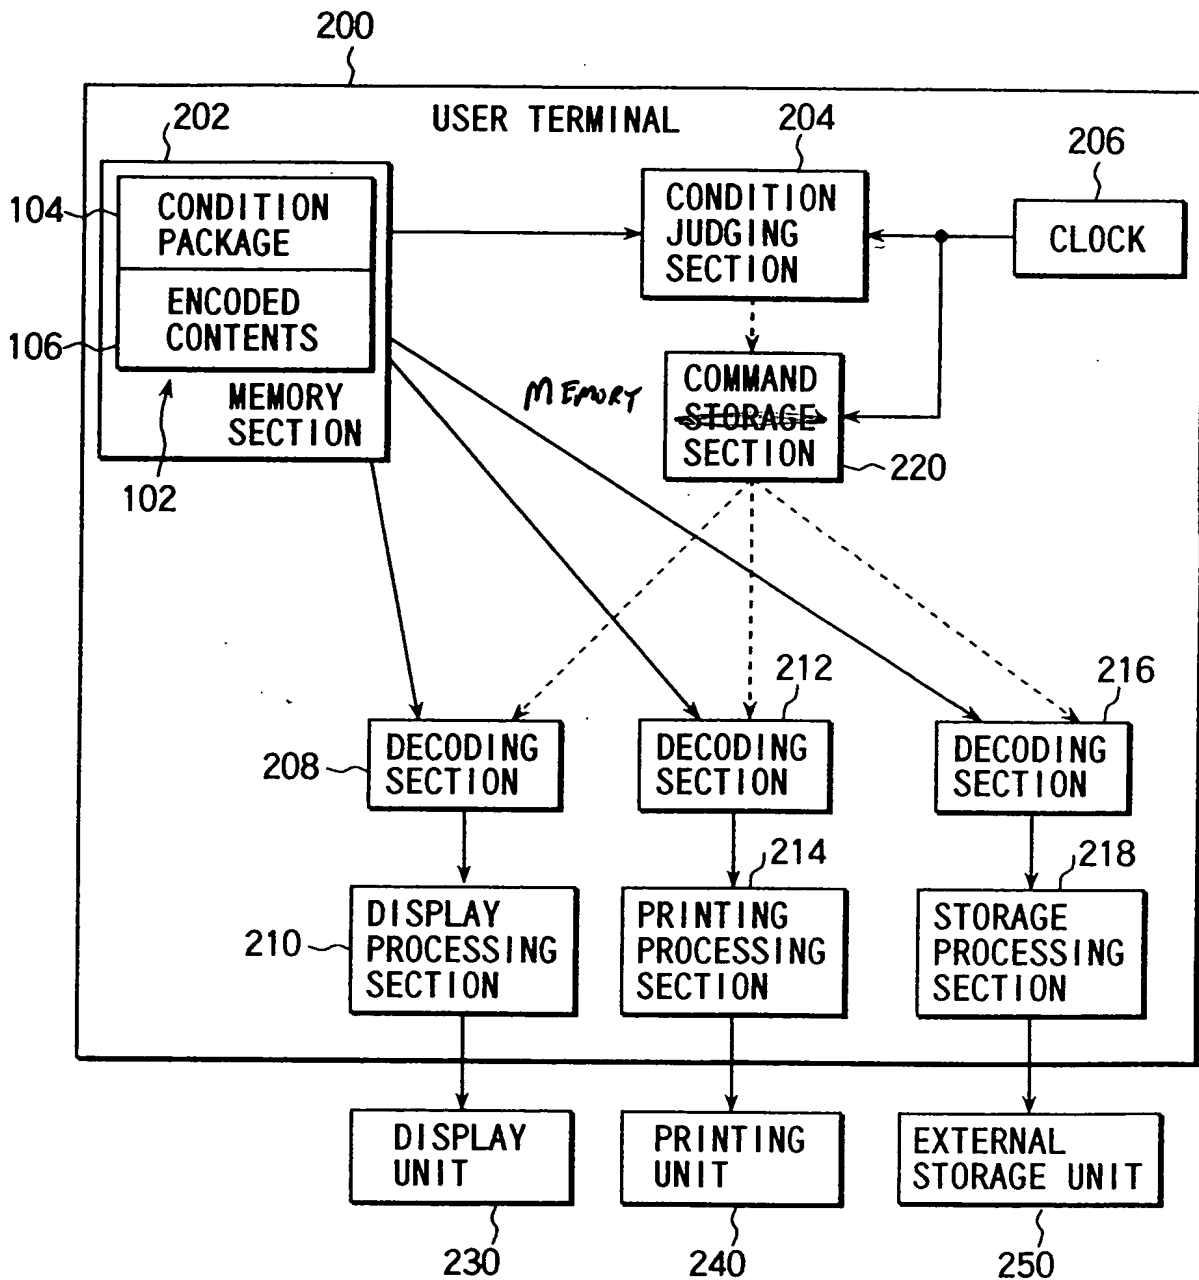 200
USER TERMINAL
202
204
206
104
CONDITION
PACKAGE
CONDITION
JUDGING
SECTION
CLOCK
106
ENCODED
CONTENTS
MEMORY
SECTION
102
MEMORY
COMMAND
STORAGE
SECTION
220
212
216
208
DECODING
SECTION
DECODING
SECTION
DECODING
SECTION
214
218
210
DISPLAY
PROCESSING
SECTION
PRINTING
PROCESSING
SECTION
STORAGE
PROCESSING
SECTION
DISPLAY
UNIT
PRINTING
UNIT
EXTERNAL
STORAGE UNIT
230
240
250